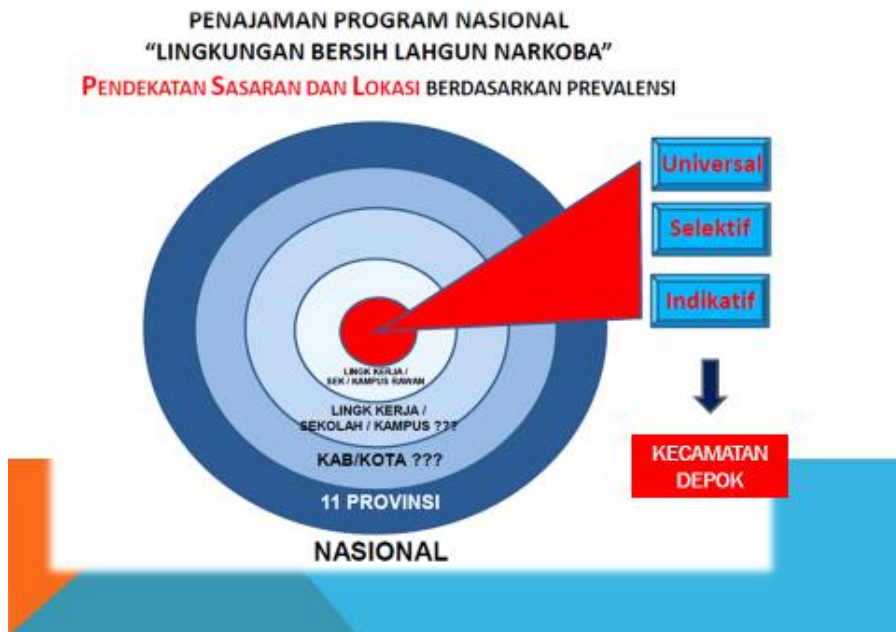 PENAJAMAN PROGRAM NASIONAL
“LINGKUNGAN BERSIH LAHGUN NARKOBA”
PENDEKATAN SASARAN DAN LOKASI BERDASARKAN PREVALENSI
Universal
Selektif
Indikatif
LINGK KERJA /
SEK / KAMPUS RAWAN
LINGK KERJA /
SEKOLAH / KAMPUS ???
KAB/KOTA ???
11 PROVINSI
NASIONAL
KECAMATAN
DEPOK